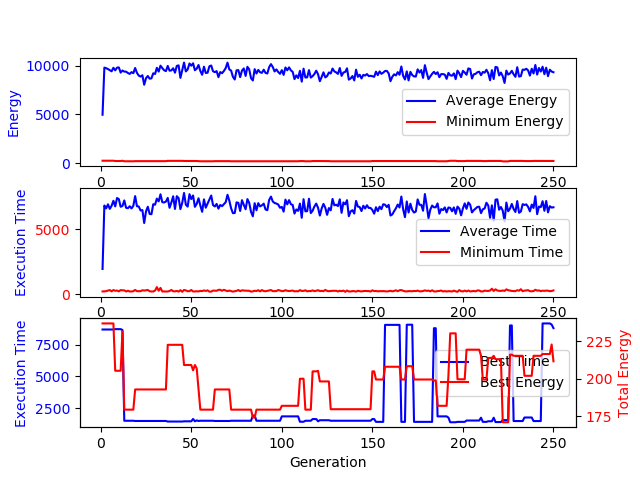 10000
5000
0
Energy
Average Energy
Minimum Energy
0 50 100 150 200 250
5000
0
Execution Time
Average Time
Minimum Time
0 50 100 150 200 250
7500
5000
2500
Execution Time
Best Time
Best Energy
225
200
175
Total Energy
0 50 100 150 200 250
Generation